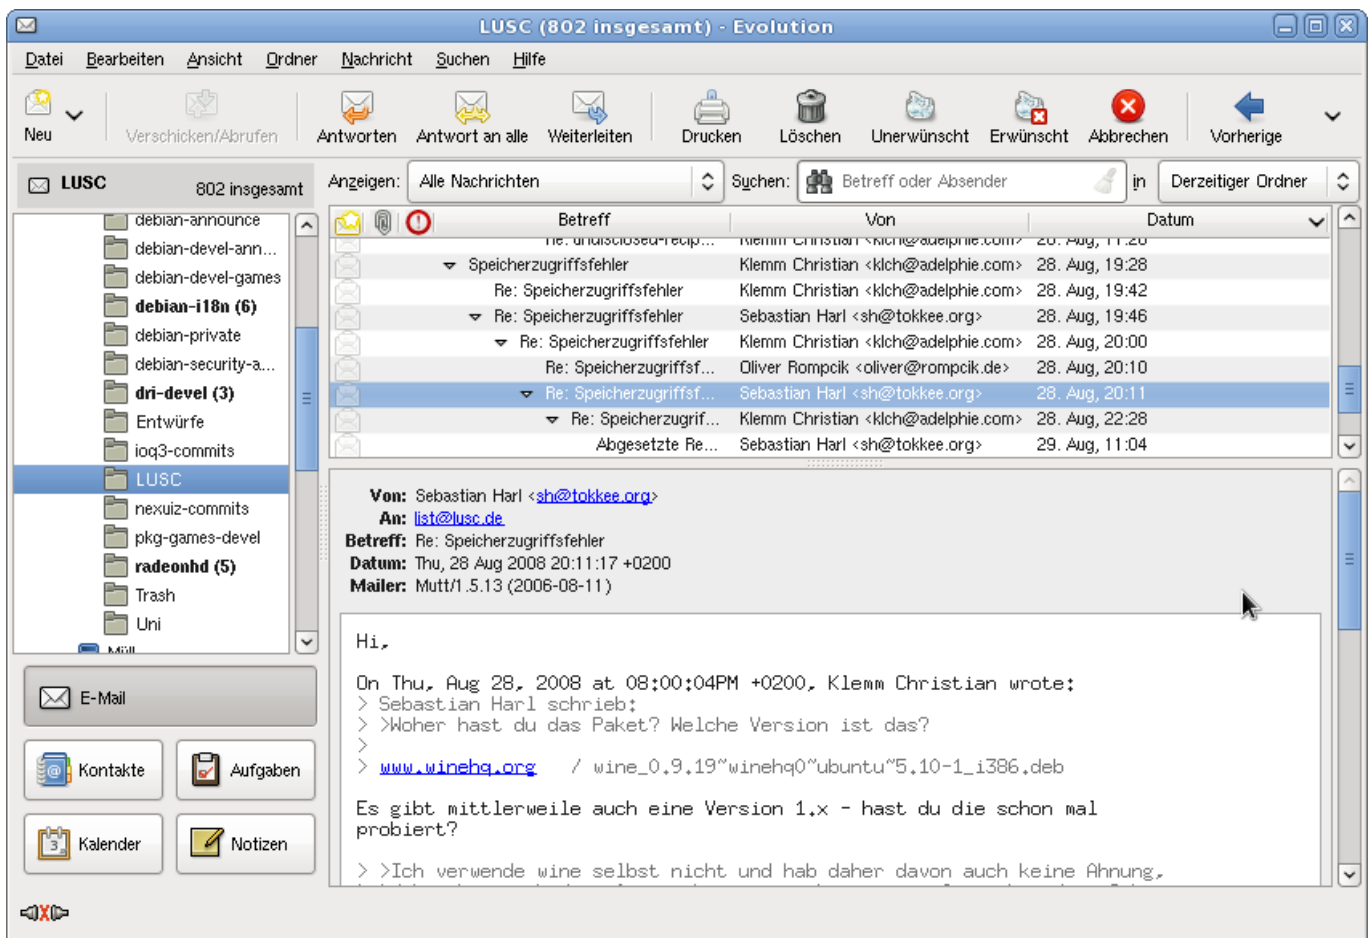 LUSC (802 insgesamt) - Evolution
Datei Bearbeiten Ansicht Ordner Nachricht Suchen Hilfe
Neu Verschicken/Abrufen Antworten Antwort an alle Weiterleiten Drucken Löschen Unerwünscht Erwünscht Abbrechen Vorherige
LUSC 802 insgesamt
Anzeigen: Alle Nachrichten Suchen: Betreff oder Absender in Derzeitiger Ordner
debian-announce
debian-devel-ann...
debian-devel-games
debian-i18n (6)
debian-private
debian-security-a...
dri-devel (3)
Entwürfe
ioq3-commits
LUSC
nexuiz-commits
pkg-games-devel
radeonhd (5)
Trash
Uni
Müll
E-Mail
Kontakte Aufgaben
Kalender Notizen
Betreff Von Datum
Re: undisclosed-recip... Klemm Christian <klch@adelphie.com> 28. Aug, 11:28
Speicherzugriffsfehler Klemm Christian <klch@adelphie.com> 28. Aug, 19:28
Re: Speicherzugriffsfehler Klemm Christian <klch@adelphie.com> 28. Aug, 19:42
Re: Speicherzugriffsfehler Sebastian Harl <sh@tokkee.org> 28. Aug, 19:46
Re: Speicherzugriffsfehler Klemm Christian <klch@adelphie.com> 28. Aug, 20:00
Re: Speicherzugriffsf... Oliver Rompcik <oliver@rompcik.de> 28. Aug, 20:10
Re: Speicherzugriffsf... Sebastian Harl <sh@tokkee.org> 28. Aug, 20:11
Re: Speicherzugrif... Klemm Christian <klch@adelphie.com> 28. Aug, 22:28
Abgesetzte Re... Sebastian Harl <sh@tokkee.org> 29. Aug, 11:04
Von: Sebastian Harl <sh@tokkee.org>
An: list@lusc.de
Betreff: Re: Speicherzugriffsfehler
Datum: Thu, 28 Aug 2008 20:11:17 +0200
Mailer: Mutt/1.5.13 (2006-08-11)
Hi,
On Thu, Aug 28, 2008 at 08:00:04PM +0200, Klemm Christian wrote:
> Sebastian Harl schrieb:
> >Woher hast du das Paket? Welche Version ist das?
>
> www.winehq.org / wine_0.9.19~winehq0~ubuntu~5.10-1_i386.deb
Es gibt mittlerweile auch eine Version 1.x - hast du die schon mal
probiert?
> >Ich verwende wine selbst nicht und hab daher davon auch keine Ahnung,